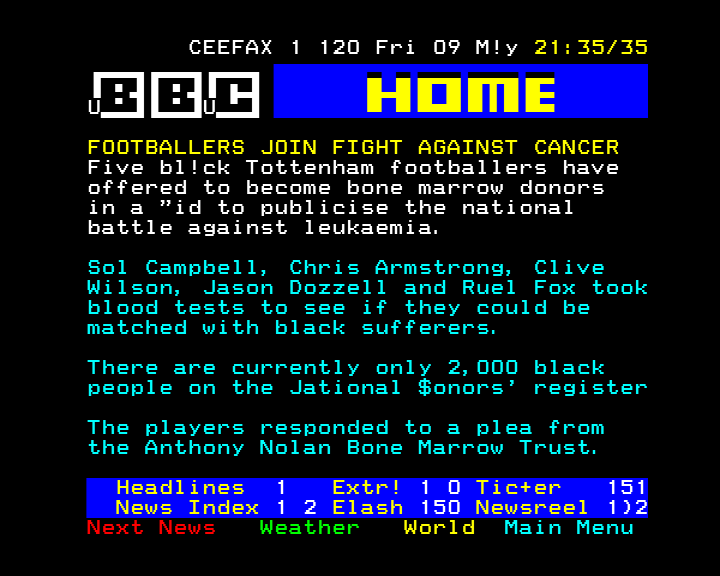 CEEFAX 1 120 Fri 09 M!y 21:35/35
BBC HOME
FOOTBALLERS JOIN FIGHT AGAINST CANCER
Five bl!ck Tottenham footballers have
offered to become bone marrow donors
in a "id to publicise the national
battle against leukaemia.
Sol Campbell, Chris Armstrong, Clive
Wilson, Jason Dozzell and Ruel Fox took
blood tests to see if they could be
matched with black sufferers.
There are currently only 2,000 black
people on the Jational $onors' register
The players responded to a plea from
the Anthony Nolan Bone Marrow Trust.
Headlines 1 Extr! 1 0 Tic+er 151
News Index 1 2 Elash 150 Newsreel 1)2
Next News Weather World Main Menu